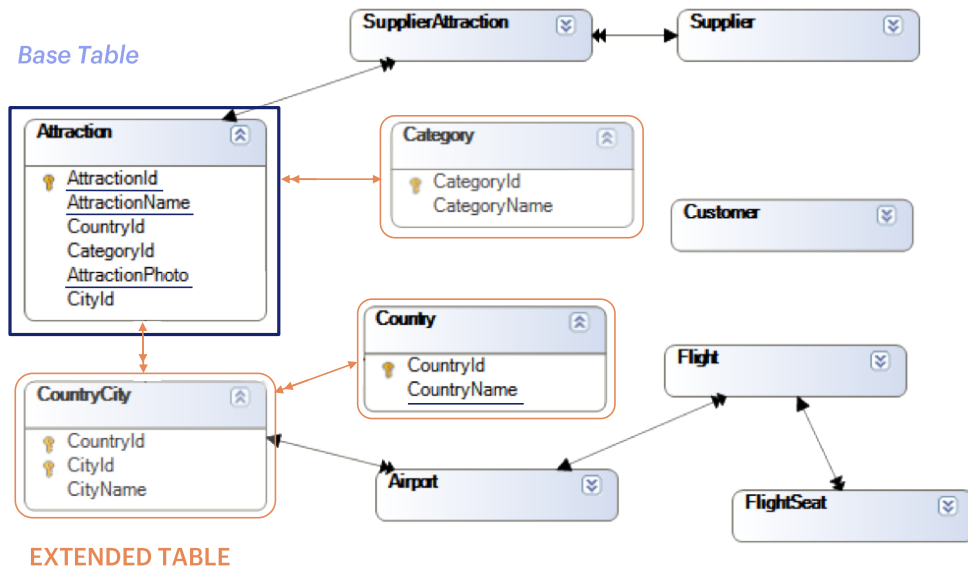 SupplierAttraction
Supplier
Base Table
Attraction
AttractionId
AttractionName
CountryId
CategoryId
AttractionPhoto
CityId
Category
CategoryId
CategoryName
Customer
Country
CountryId
CountryName
Flight
CountryCity
CountryId
CityId
CityName
Airport
FlightSeat
EXTENDED TABLE